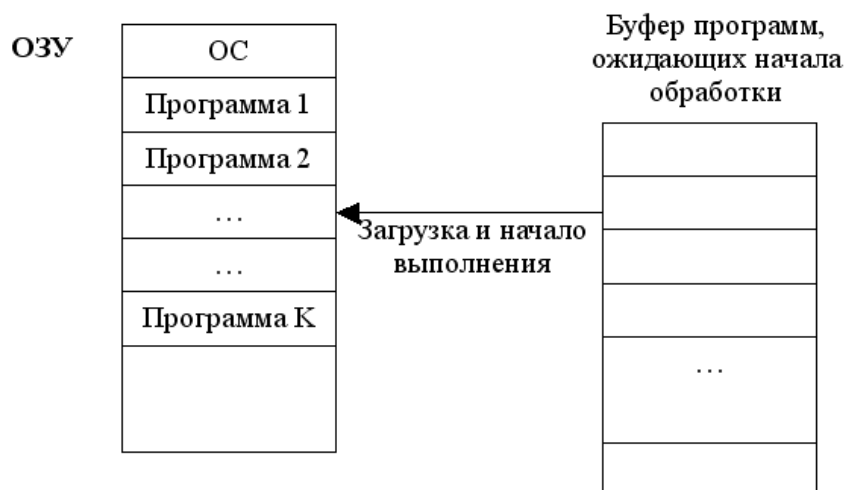 ОЗУ
ОС
Программа 1
Программа 2
…
…
Программа K
Загрузка и начало
выполнения
Буфер программ,
ожидающих начала
обработки
…